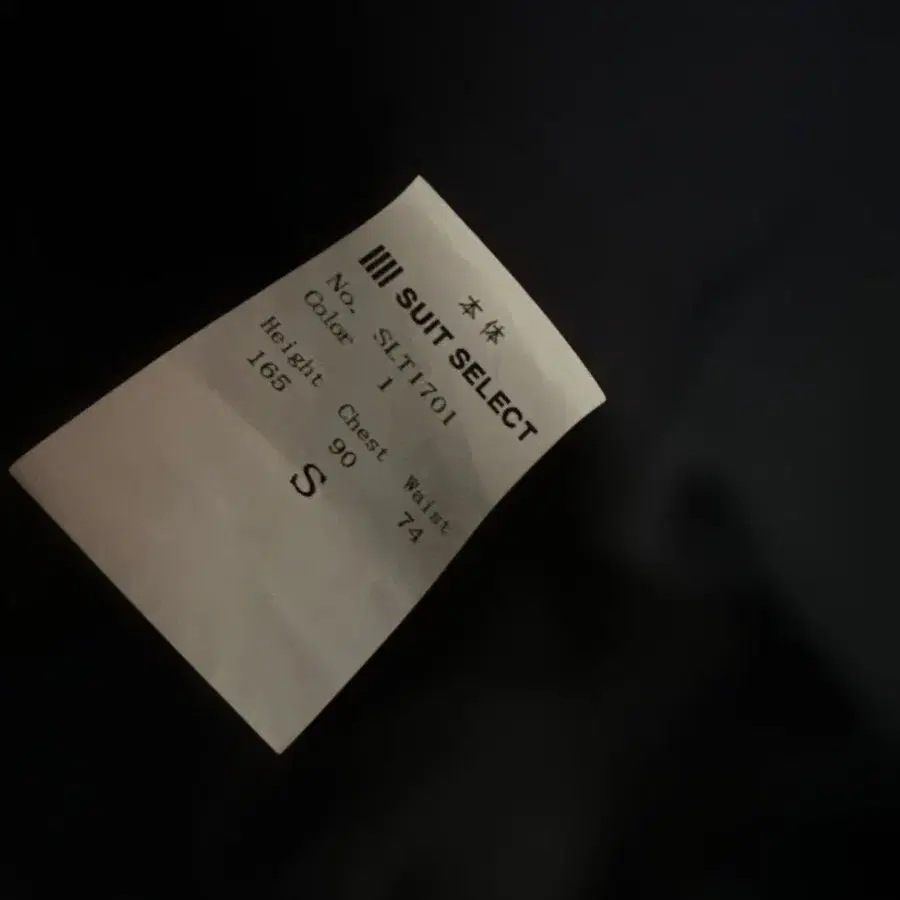 本体
SUIT SELECT
No. SLT1701
Color 1
Height Chest Waist
165 90 74
S